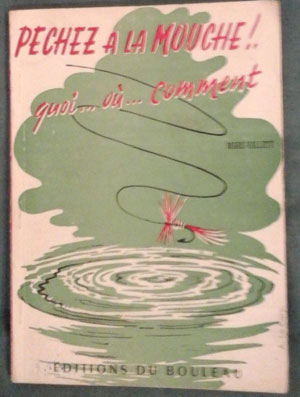 PECHEZ A LA MOUCHE!
quoi... où... comment
EDITIONS DU BOULEAU